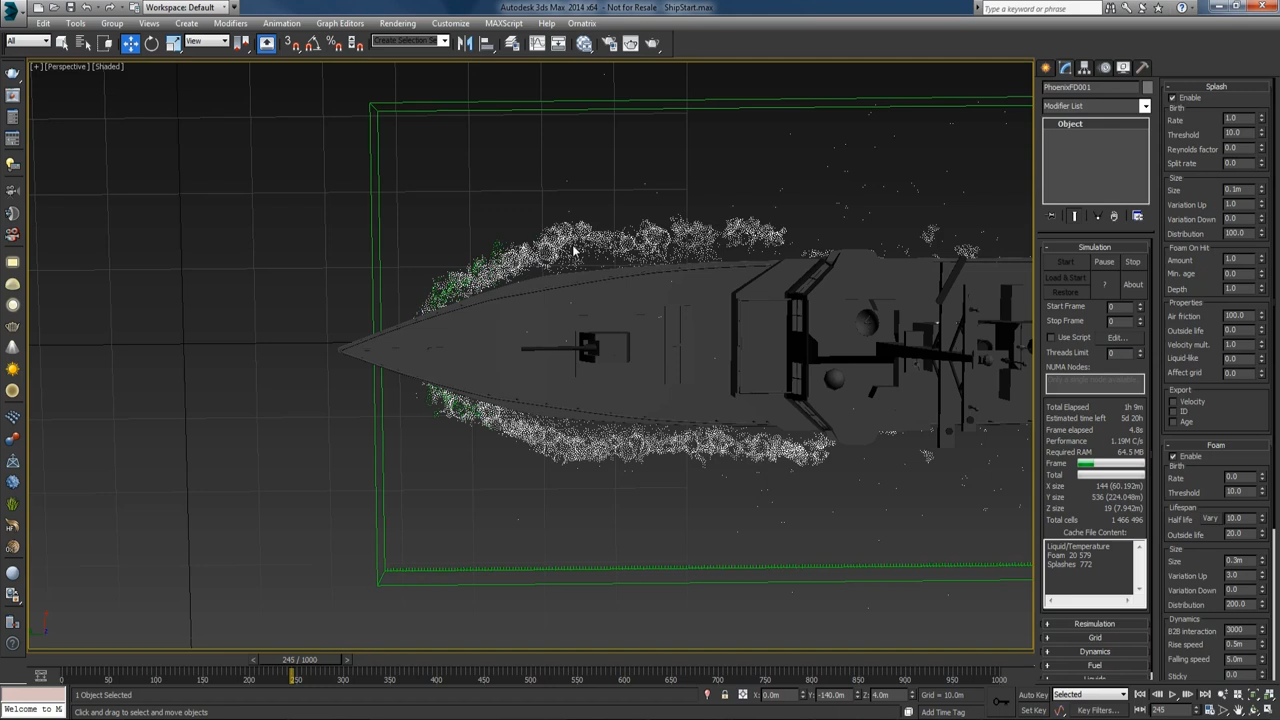 Workspace: Default
Autodesk 3ds Max 2014 x64 - Not for Resale ShipStart.max
Type a keyword or phrase
Edit Tools Group Views Create Modifiers Animation Graph Editors Rendering Customize MAXScript Help Ornatrix
All
View
Create Selection Se
[+] [Perspective] [Shaded]
PhoenixFD001
Modifier List
Object
Simulation
Start Pause Stop
Load & Start ? About
Restore
Start Frame 0
Stop Frame 0
Use Script Edit...
Threads Limit 0
NUMA Nodes:
Total Elapsed 1h 9m
Estimated time left 5d 20h
Frame elapsed 4.8s
Performance 1.19M C/s
Required RAM 64.5 MB
Frame
Total
X size 144 (60.192m)
Y size 536 (224.048m)
Z size 19 (7.942m)
Total cells 1 466 496
Cache File Content:
Liquid/Temperature
Foam 20 579
Splashes 772
Resimulation
Grid
Dynamics
Fuel
Splash
Enable
Birth
Rate 1.0
Threshold 10.0
Reynolds factor 0.0
Split rate 0.0
Size
Size 0.1m
Variation Up 1.0
Variation Down 0.0
Distribution 100.0
Foam On Hit
Amount 1.0
Min. age 0.0
Depth 1.0
Properties
Air friction 100.0
Outside life 0.0
Velocity mult. 1.0
Liquid-like 0.0
Affect grid 0.0
Export
Velocity
ID
Age
Foam
Enable
Birth
Rate 0.0
Threshold 10.0
Lifespan
Half life Vary 10.0
Outside life 20.0
Size
Size 0.3m
Variation Up 3.0
Variation Down 0.0
Distribution 200.0
Dynamics
B2B interaction 3000
Rise speed 0.5m
Falling speed 5.0m
Sticky 0.0
245 / 1000
0 50 100 150 200 250 300 350 400 450 500 550 600 650 700 750 800 850 900 950 1000
1 Object Selected
X: 0.0m Y: -140.0m Z: 4.0m Grid = 10.0m
Auto Key Selected
Welcome to M
Click and drag to select and move objects
Add Time Tag
Set Key Key Filters... 245